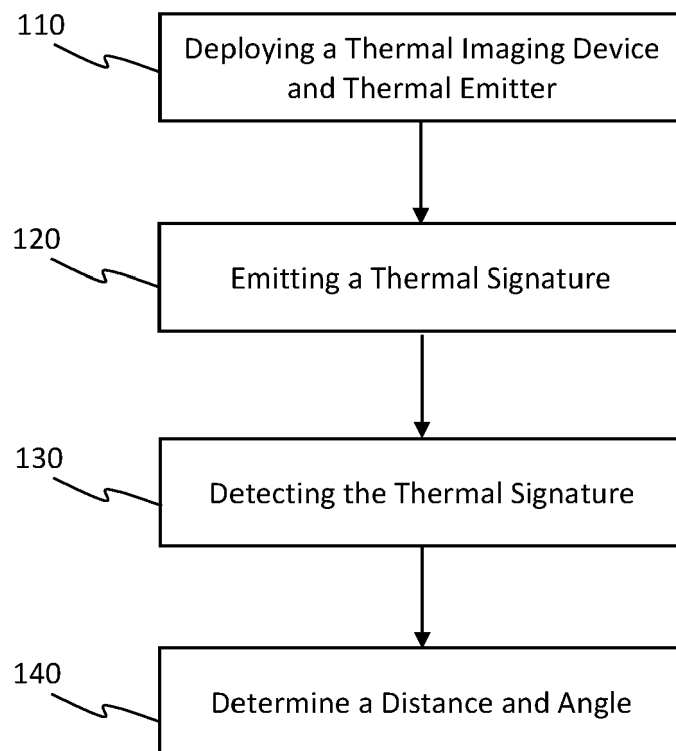 110
Deploying a Thermal Imaging Device
and Thermal Emitter
120
Emitting a Thermal Signature
130
Detecting the Thermal Signature
140
Determine a Distance and Angle